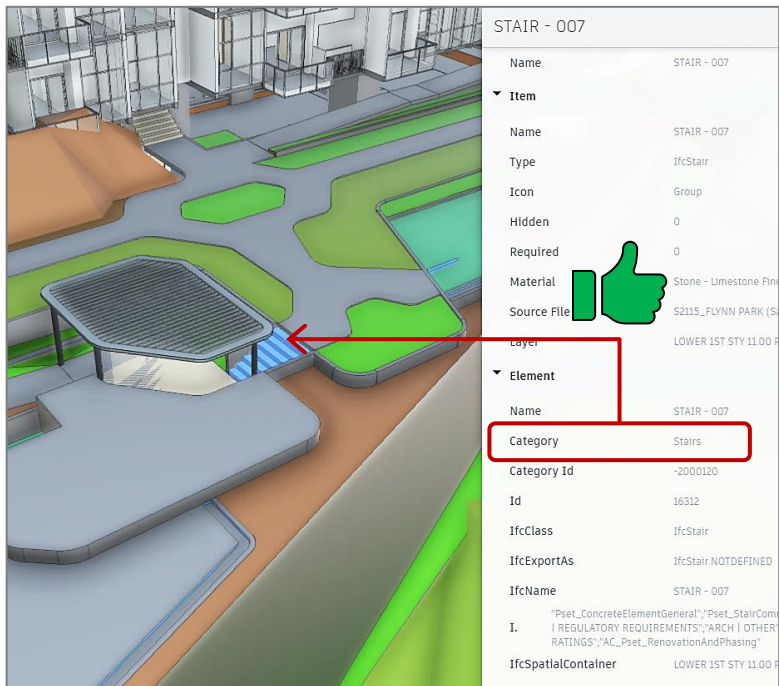 STAIR - 007
Name STAIR - 007
Item
Name STAIR - 007
Type IfcStair
Icon Group
Hidden 0
Required 0
Material Stone - Limestone Fine
Source File S2115_FLYNN PARK (Sa
Layer LOWER 1ST STY 11.00 F
Element
Name STAIR - 007
Category Stairs
Category Id -2000120
Id 16312
IfcClass IfcStair
IfcExportAs IfcStair.NOTDEFINED
IfcName STAIR - 007
"Pset_ConcreteElementGeneral";"Pset_StairComm
I. | REGULATORY REQUIREMENTS";"ARCH | OTHER"
RATINGS";"AC_Pset_RenovationAndPhasing"
IfcSpatialContainer LOWER 1ST STY 11.00 F